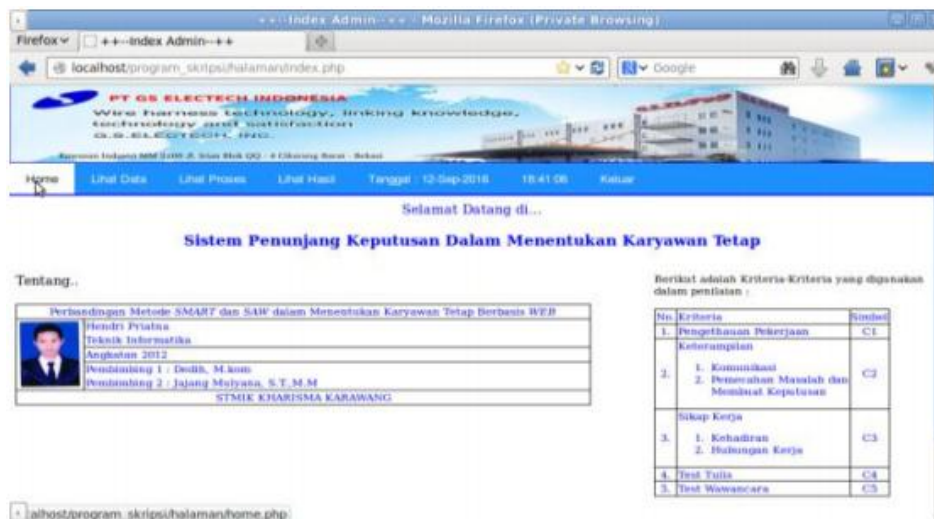 ++--Index Admin--++ - Mozilla Firefox (Private Browsing)
Firefox
++--Index Admin--++
localhost/program_skripsi/halaman/index.php
Google
PT GS ELECTECH INDONESIA
Wire harness technology, linking knowledge,
technology and satisfaction
G.S. ELECTECH, INC.
Home Lihat Data Lihat Proses Lihat Hasil Tanggal : 12-Sep-2016 18:41:06 Keluar
Selamat Datang di...
Sistem Penunjang Keputusan Dalam Menentukan Karyawan Tetap
Tentang..
Perbandingan Metode SMART dan SAW dalam Menentukan Karyawan Tetap Berbasis WEB
Hendri Priatna
Teknik Informatika
Angkatan 2012
Pembimbing 1 : Dedih, M.kom
Pembimbing 2 : Jajang Mulyana, S.T.,M.M
STMIK KHARISMA KARAWANG
Berikut adalah Kriteria-Kriteria yang digunakan
dalam penilaian :
No. Kriteria Simbol
1. Pengethauan Pekerjaan C1
2. Keterampilan C2
1. Komunikasi
2. Pemecahan Masalah dan
Membuat Keputusan
3. Sikap Kerja C3
1. Kehadiran
2. Hubungan Kerja
4. Test Tulis C4
5. Test Wawancara C5
alhost/program_skripsi/halaman/home.php